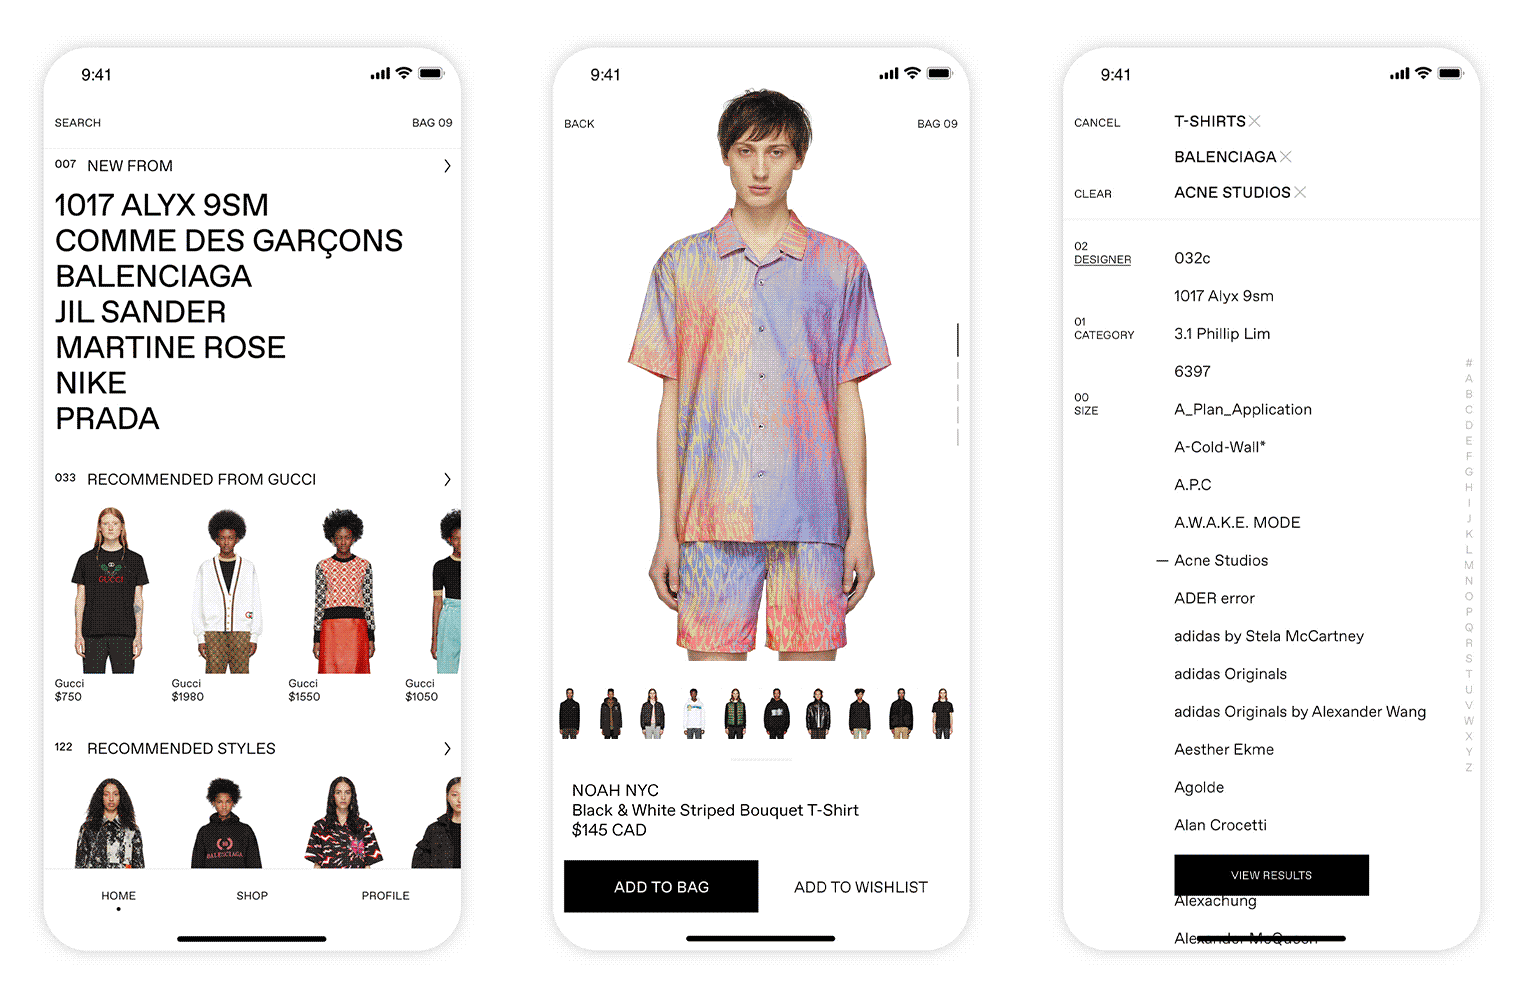 9:41
SEARCH
BAG 09
007 NEW FROM
1017 ALYX 9SM
COMME DES GARÇONS
BALENCIAGA
JIL SANDER
MARTINE ROSE
NIKE
PRADA
033 RECOMMENDED FROM GUCCI
GUCCI
Gucci
$750
Gucci
$1980
Gucci
$1550
Gucci
$1050
122 RECOMMENDED STYLES
BALENCIAGA
HOME
SHOP
PROFILE
9:41
BACK
BAG 09
NOAH NYC
Black & White Striped Bouquet T-Shirt
$145 CAD
ADD TO BAG
ADD TO WISHLIST
9:41
CANCEL
T-SHIRTS
BALENCIAGA
CLEAR
ACNE STUDIOS
02
DESIGNER
01
CATEGORY
00
SIZE
032c
1017 Alyx 9sm
3.1 Phillip Lim
6397
A_Plan_Application
A-Cold-Wall*
A.P.C
A.W.A.K.E. MODE
Acne Studios
ADER error
adidas by Stela McCartney
adidas Originals
adidas Originals by Alexander Wang
Aesther Ekme
Agolde
Alan Crocetti
VIEW RESULTS
Alexachung
Alexander McQueen
#
A
B
C
D
E
F
G
H
I
J
K
L
M
N
O
P
Q
R
S
T
U
V
W
X
Y
Z